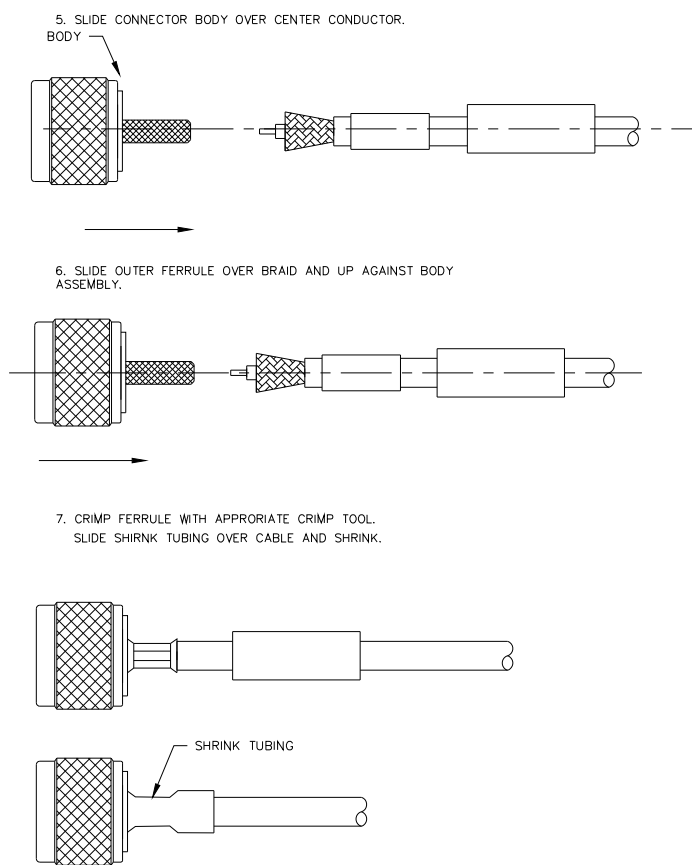 5. SLIDE CONNECTOR BODY OVER CENTER CONDUCTOR.
BODY
6. SLIDE OUTER FERRULE OVER BRAID AND UP AGAINST BODY
ASSEMBLY.
7. CRIMP FERRULE WITH APPRORIATE CRIMP TOOL.
SLIDE SHIRNK TUBING OVER CABLE AND SHRINK.
SHRINK TUBING